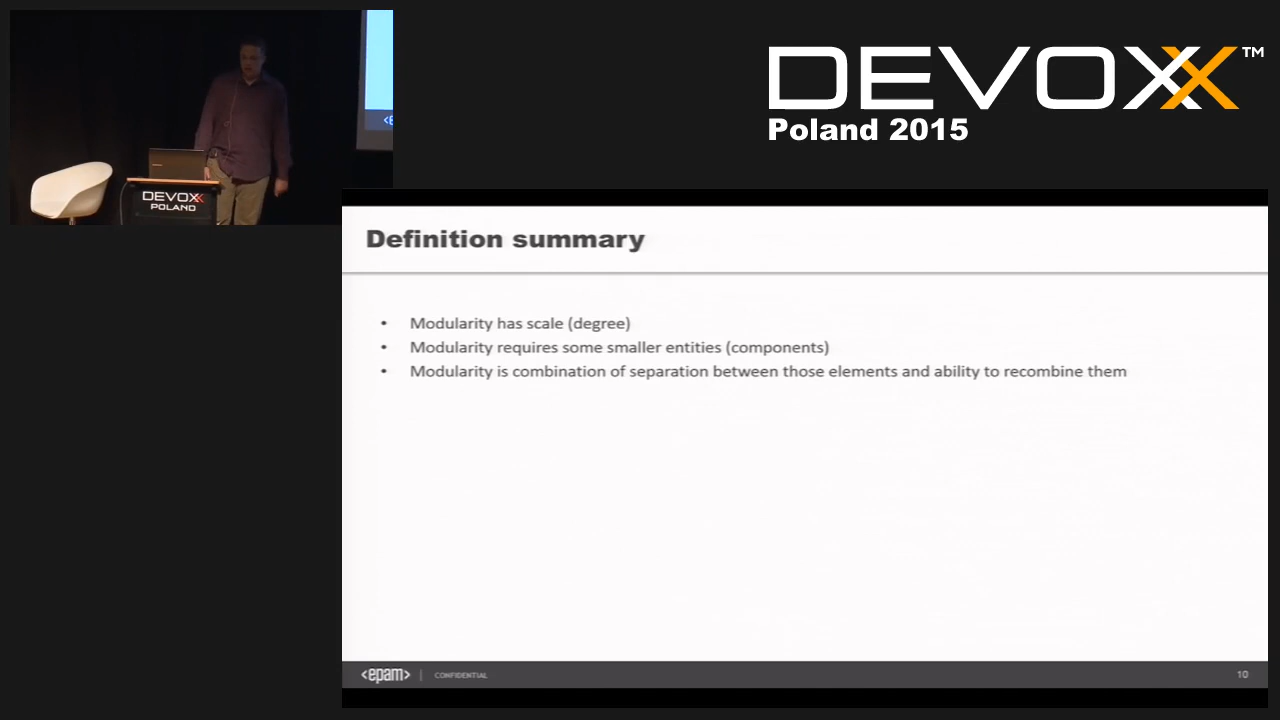 DEVOXX™
Poland 2015
DEVOXX
POLAND
<e
Definition summary
• Modularity has scale (degree)
• Modularity requires some smaller entities (components)
• Modularity is combination of separation between those elements and ability to recombine them
<epam> | CONFIDENTIAL
10